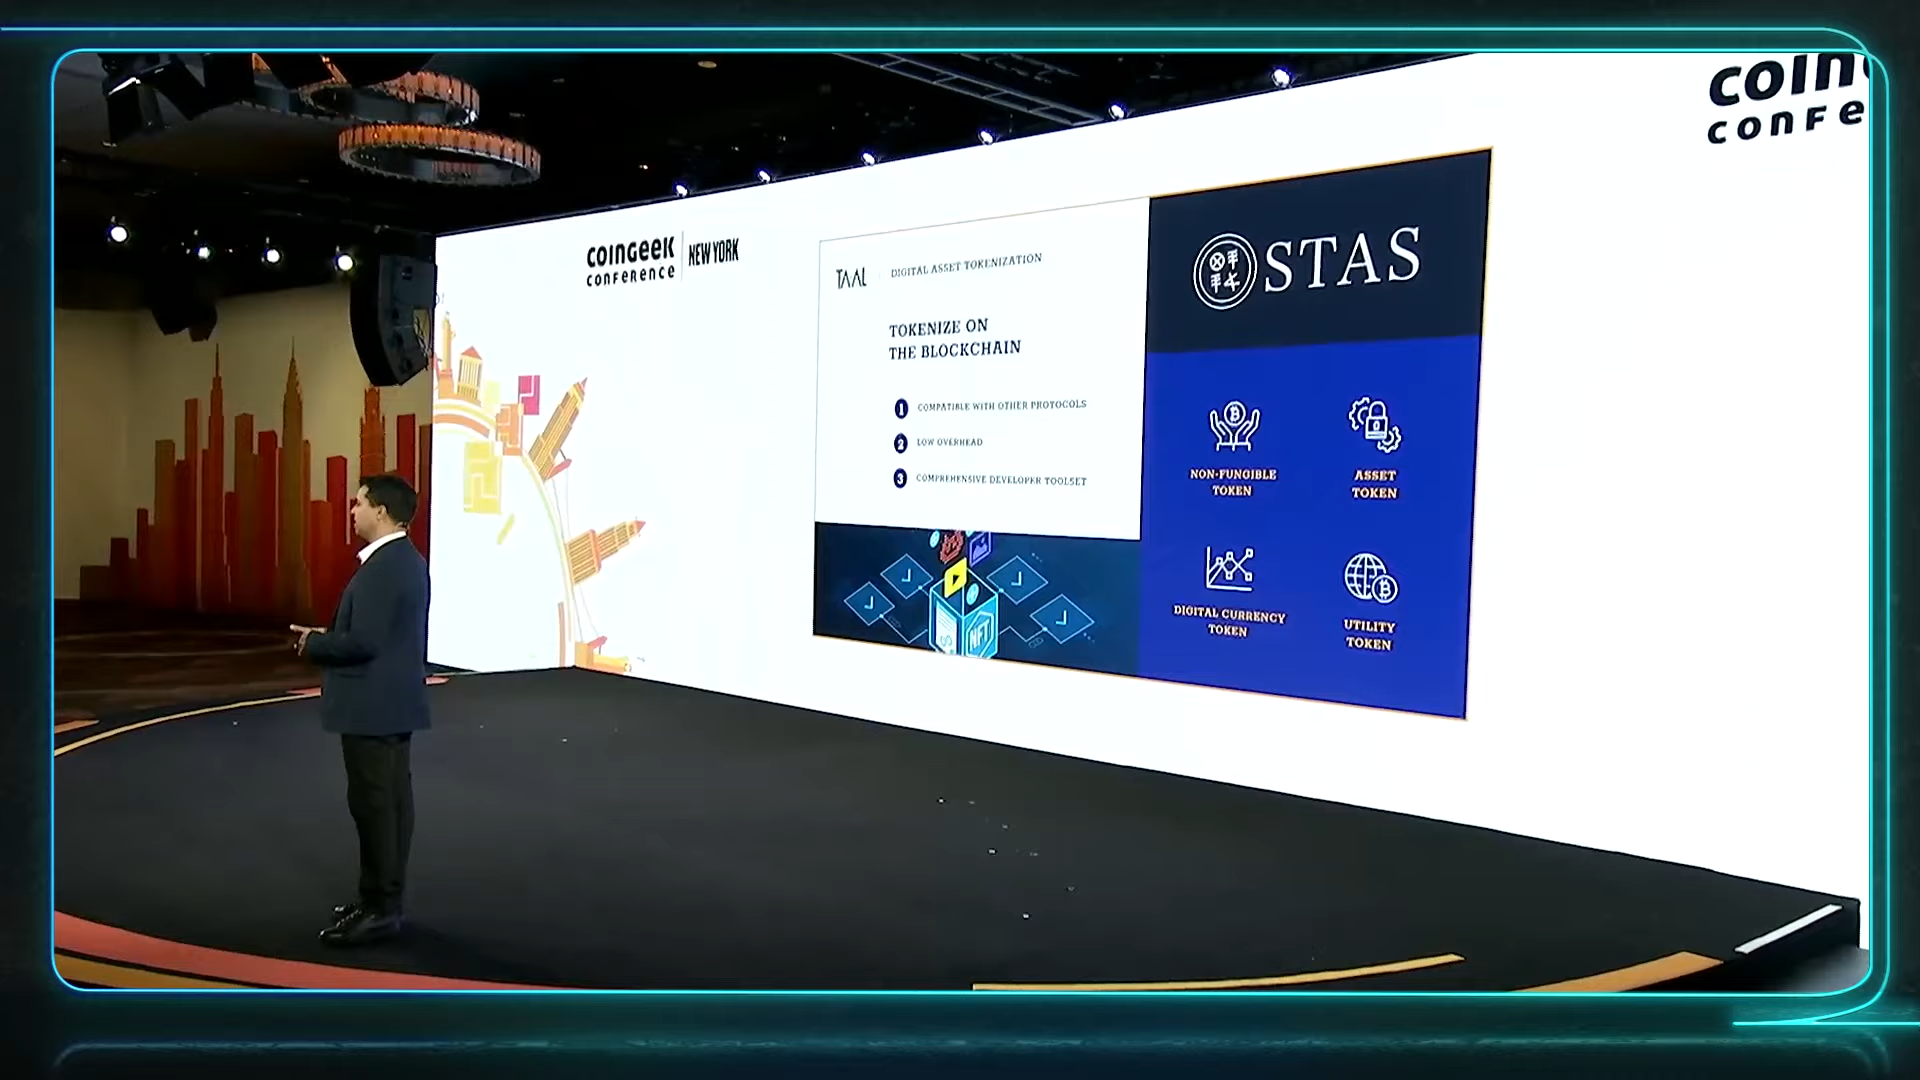 COINGEEK
CONFERENCE
NEW YORK
TAAL
DIGITAL ASSET TOKENIZATION
TOKENIZE ON
THE BLOCKCHAIN
1 COMPATIBLE WITH OTHER PROTOCOLS
2 LOW OVERHEAD
3 COMPREHENSIVE DEVELOPER TOOLSET
NFT
STAS
NON-FUNGIBLE
TOKEN
ASSET
TOKEN
DIGITAL CURRENCY
TOKEN
UTILITY
TOKEN
COIN
CONFE